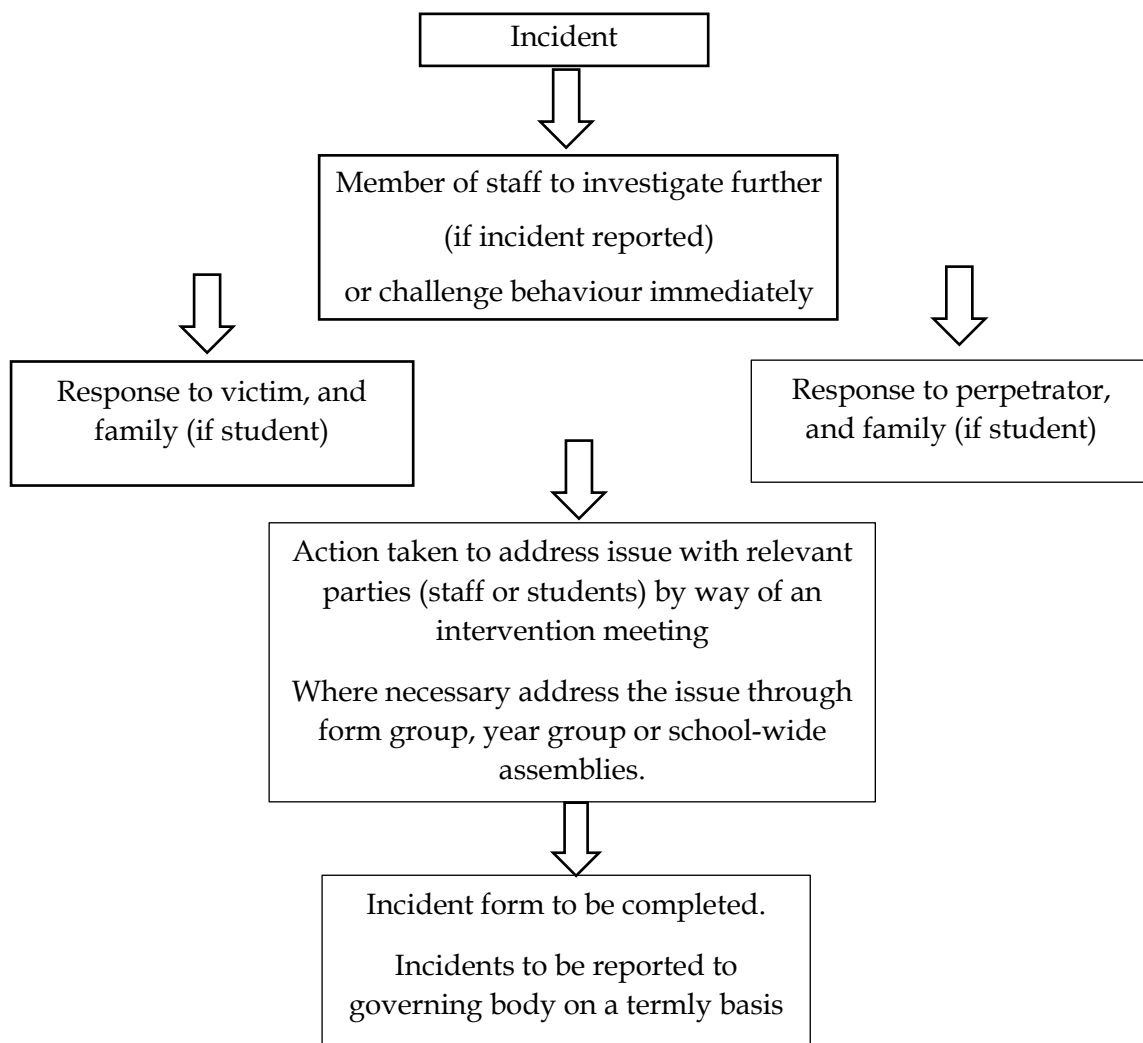 Incident
Member of staff to investigate further
(if incident reported)
or challenge behaviour immediately
Response to victim, and
family (if student)
Response to perpetrator,
and family (if student)
Action taken to address issue with relevant
parties (staff or students) by way of an
intervention meeting
Where necessary address the issue through
form group, year group or school-wide
assemblies.
Incident form to be completed.
Incidents to be reported to
governing body on a termly basis